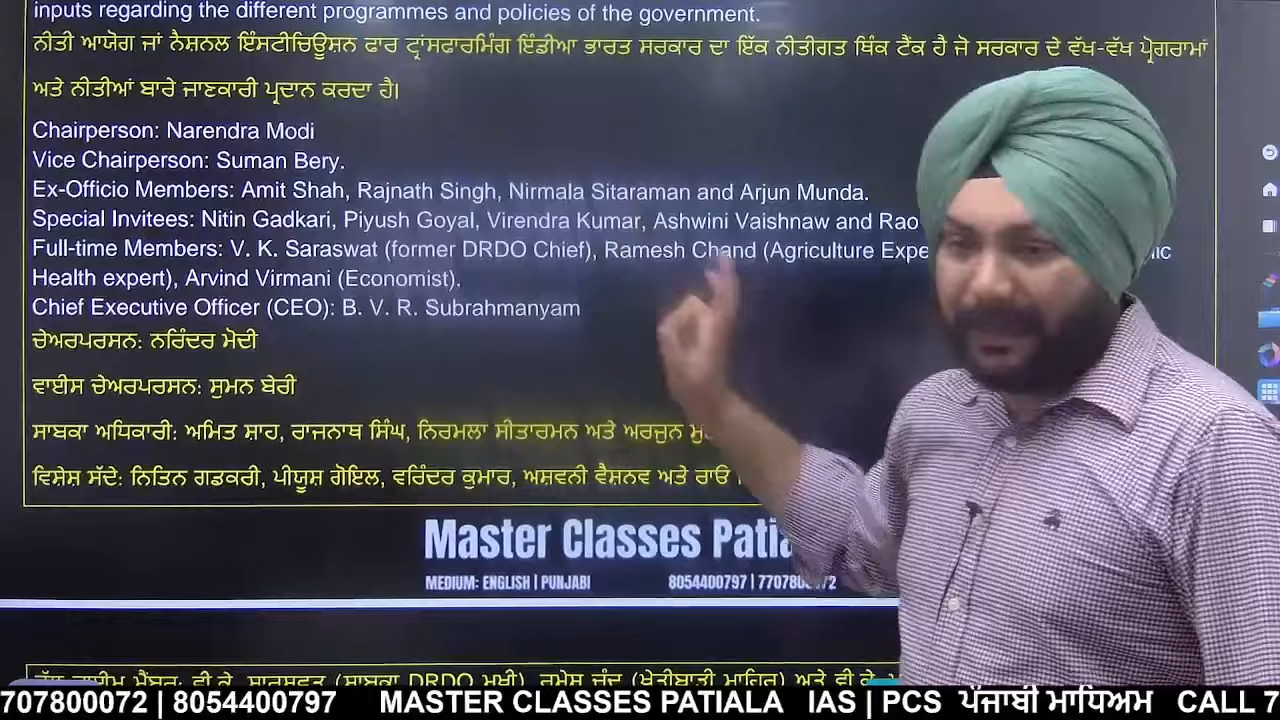 inputs regarding the different programmes and policies of the government.
ਨੀਤੀ ਆਯੋਗ ਜਾਂ ਨੈਸ਼ਨਲ ਇੰਸਟੀਚਿਊਸ਼ਨ ਫਾਰ ਟ੍ਰਾਂਸਫਾਰਮਿੰਗ ਇੰਡੀਆ ਭਾਰਤ ਸਰਕਾਰ ਦਾ ਇੱਕ ਨੀਤੀਗਤ ਥਿੰਕ ਟੈਂਕ ਹੈ ਜੋ ਸਰਕਾਰ ਦੇ ਵੱਖ-ਵੱਖ ਪ੍ਰੋਗਰਾਮਾਂ
ਅਤੇ ਨੀਤੀਆਂ ਬਾਰੇ ਜਾਣਕਾਰੀ ਪ੍ਰਦਾਨ ਕਰਦਾ ਹੈ।
Chairperson: Narendra Modi
Vice Chairperson: Suman Bery.
Ex-Officio Members: Amit Shah, Rajnath Singh, Nirmala Sitaraman and Arjun Munda.
Special Invitees: Nitin Gadkari, Piyush Goyal, Virendra Kumar, Ashwini Vaishnaw and Rao
Full-time Members: V. K. Saraswat (former DRDO Chief), Ramesh Chand (Agriculture
Health expert), Arvind Virmani (Economist).
Chief Executive Officer (CEO): B. V. R. Subrahmanyam
ਚੇਅਰਪਰਸਨ: ਨਰਿੰਦਰ ਮੋਦੀ
ਵਾਈਸ ਚੇਅਰਪਰਸਨ: ਸੁਮਨ ਬੇਰੀ
ਸਾਬਕਾ ਅਧਿਕਾਰੀ: ਅਮਿਤ ਸ਼ਾਹ, ਰਾਜਨਾਥ ਸਿੰਘ, ਨਿਰਮਲਾ ਸੀਤਾਰਮਨ ਅਤੇ ਅਰਜੁਨ
ਵਿਸ਼ੇਸ਼ ਸੱਦੇ: ਨਿਤਿਨ ਗਡਕਰੀ, ਪੀਯੂਸ਼ ਗੋਇਲ, ਵਰਿੰਦਰ ਕੁਮਾਰ, ਅਸ਼ਵਨੀ ਵੈਸ਼ਨਵ ਅਤੇ ਰਾਓ
Master Classes
MEDIUM: ENGLISH | PUNJABI 8054400797 |
707800072 | 8054400797 MASTER CLASSES PATIALA IAS | PCS ਪੰਜਾਬੀ ਮਾਧਿਅਮ CALL 7